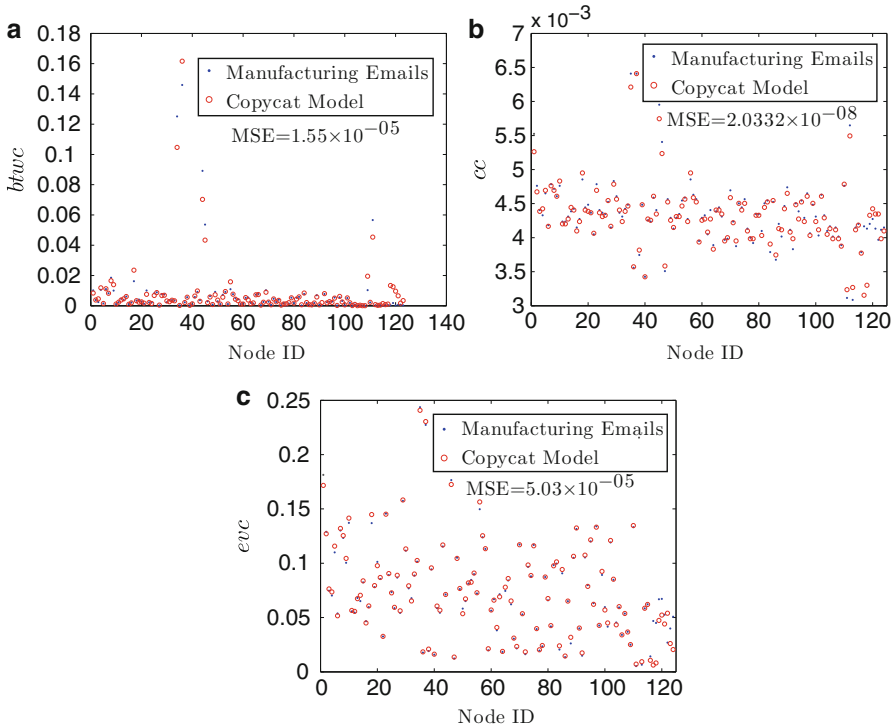 a
0.18
0.16
0.14
0.12
0.1
0.08
0.06
0.04
0.02
0
btwc
Manufacturing Emails
Copycat Model
MSE=1.55×10⁻⁰⁵
0 20 40 60 80 100 120 140
Node ID
b
7 x 10⁻³
6.5
6
5.5
5
4.5
4
3.5
3
cc
Manufacturing Emails
Copycat Model
MSE=2.0332×10⁻⁰⁸
0 20 40 60 80 100 120
Node ID
c
0.25
0.2
0.15
0.1
0.05
0
evc
Manufacturing Emails
Copycat Model
MSE=5.03×10⁻⁰⁵
0 20 40 60 80 100 120
Node ID